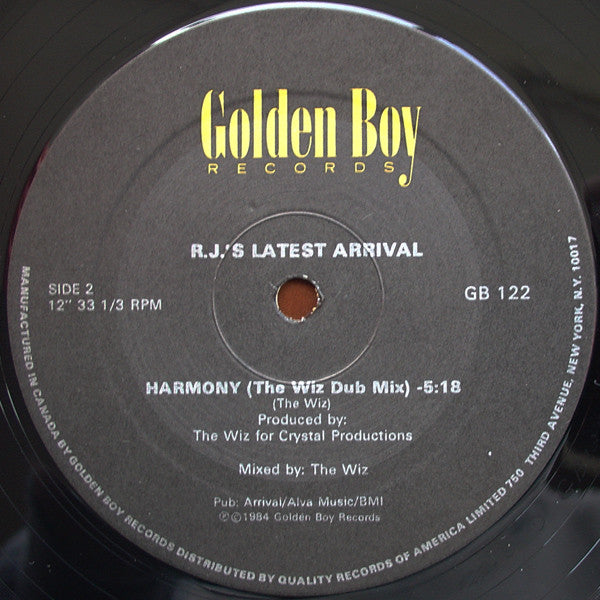 Golden Boy
RECORDS
R.J.'S LATEST ARRIVAL
SIDE 2
12" 33 1/3 RPM
GB 122
HARMONY (The Wiz Dub Mix) -5:18
(The Wiz)
Produced by:
The Wiz for Crystal Productions
Mixed by: The Wiz
Pub: Arrival/Alva Music/BMI
℗©1984 Golden Boy Records
MANUFACTURED IN CANADA BY GOLDEN BOY RECORDS DISTRIBUTED BY QUALITY RECORDS OF AMERICA LIMITED 750 THIRD AVENUE, NEW YORK, N.Y. 10017